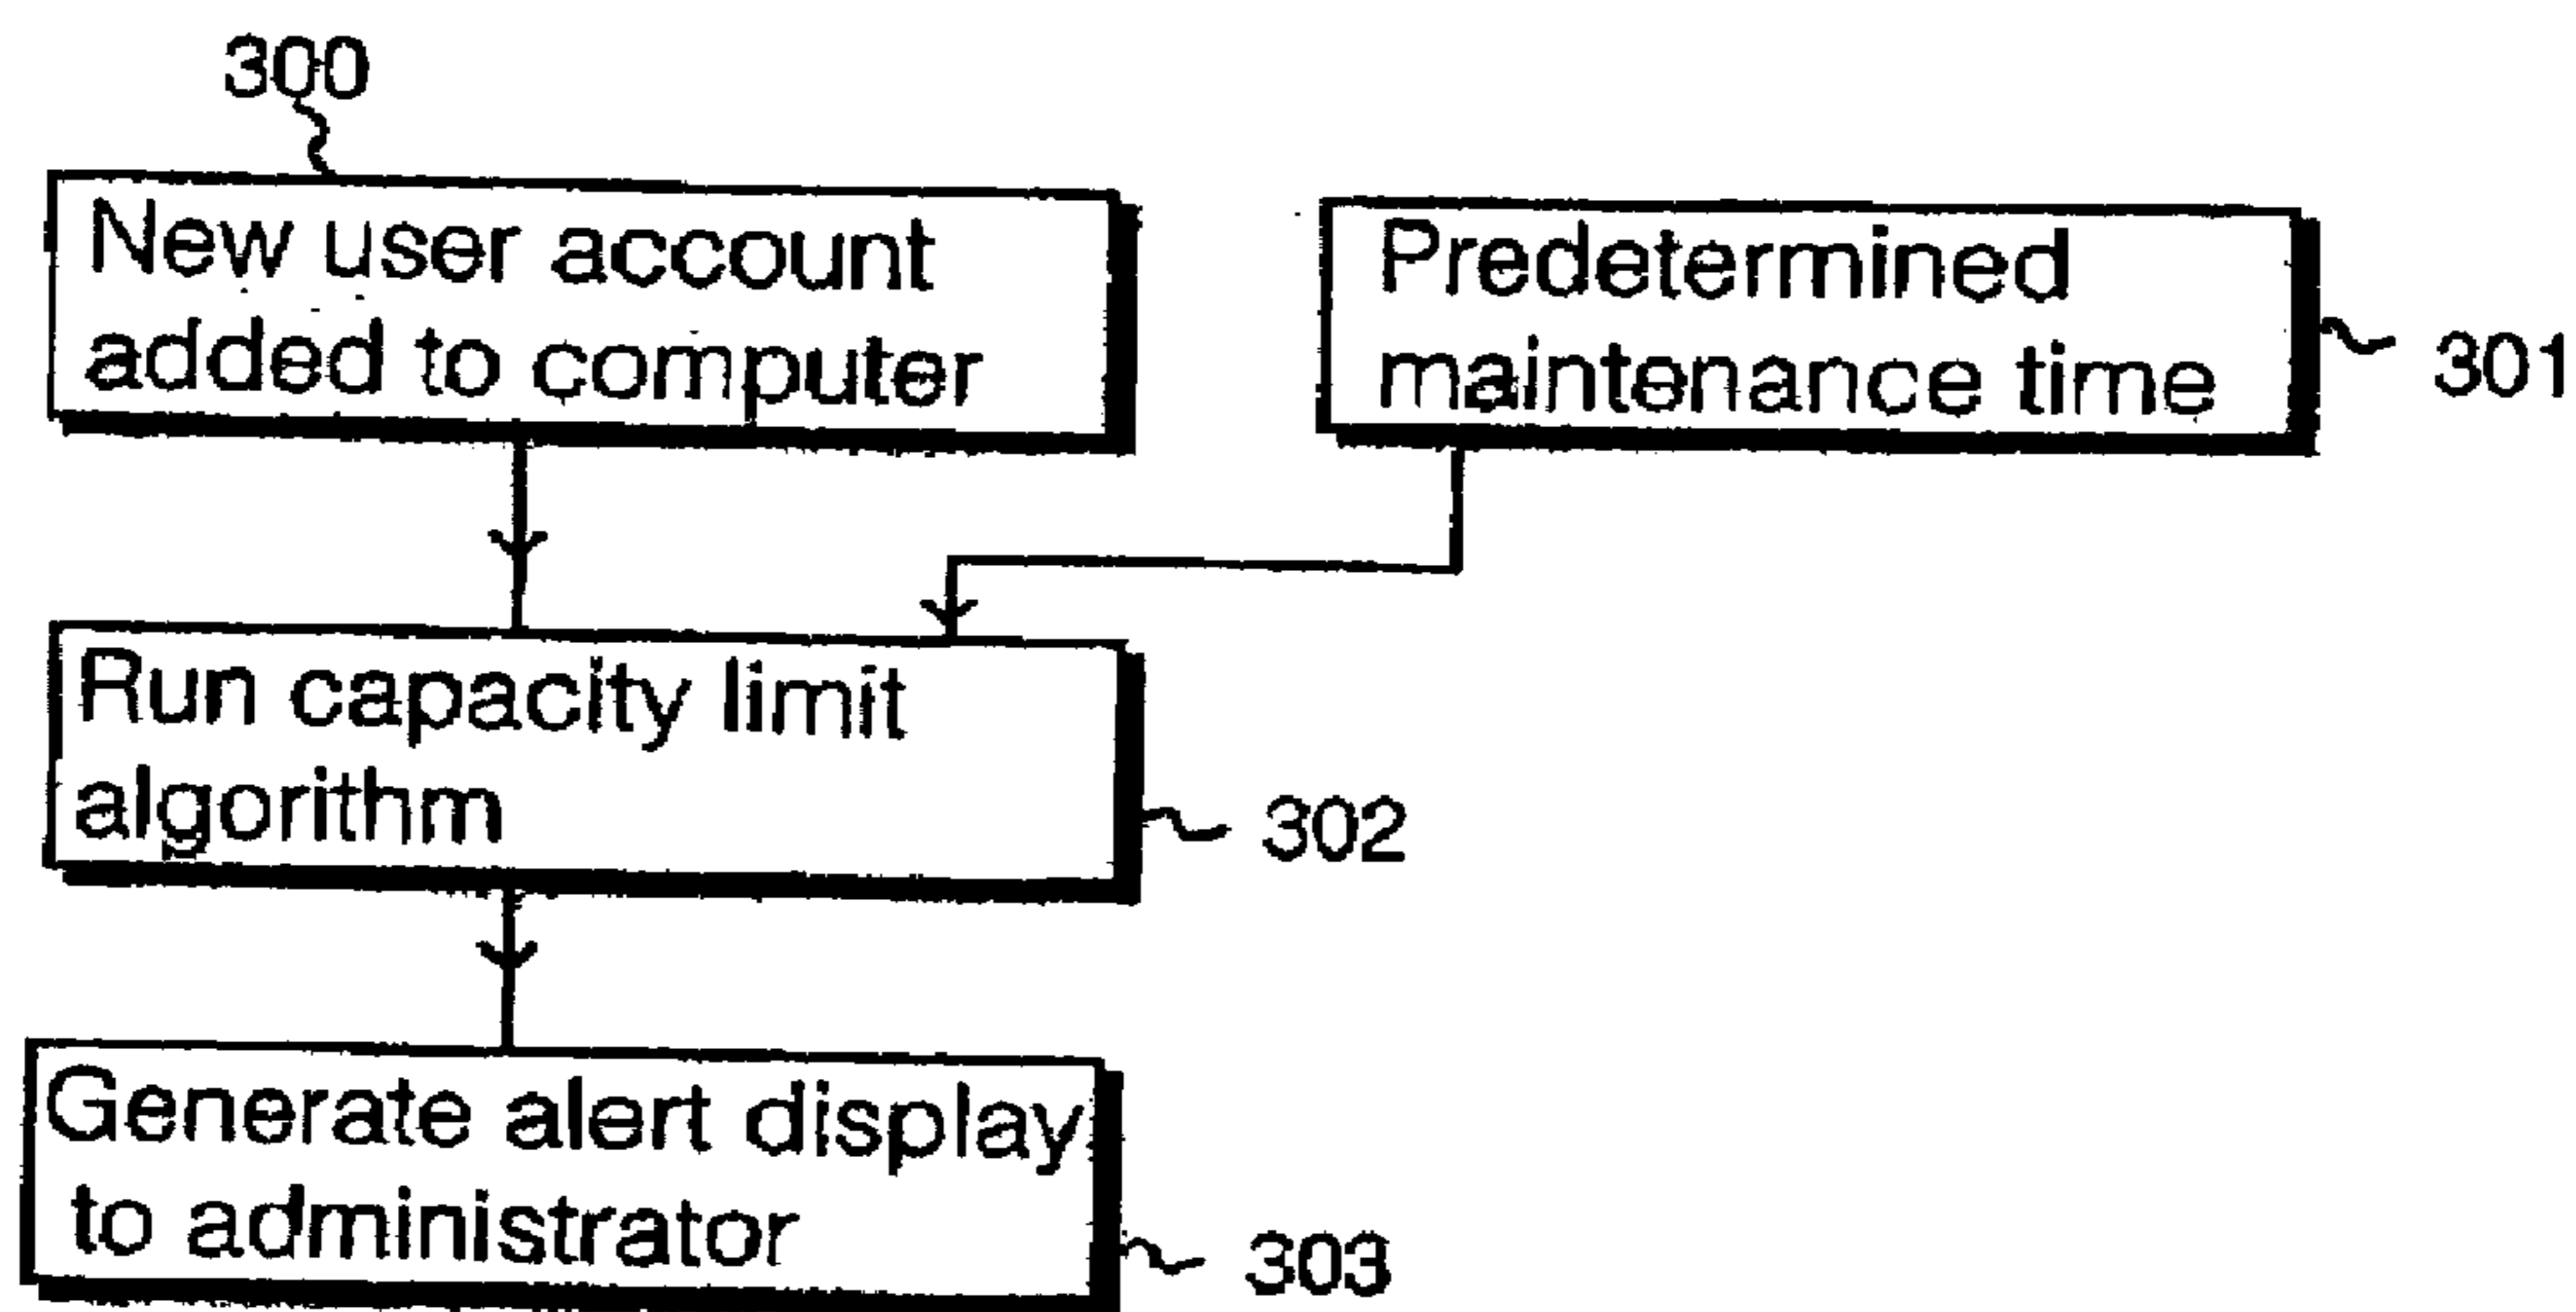 300
New user account
added to computer
Predetermined
maintenance time
301
Run capacity limit
algorithm
302
Generate alert display
to administrator
303